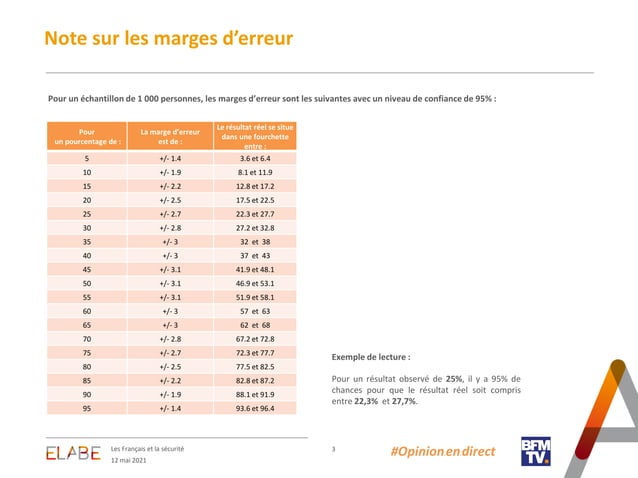 Note sur les marges d'erreur
Pour un échantillon de 1 000 personnes, les marges d'erreur sont les suivantes avec un niveau de confiance de 95% :
Pour un pourcentage de : La marge d'erreur est de : Le résultat réel se situe dans une fourchette entre :
5 +/- 1.4 3.6 et 6.4
10 +/- 1.9 8.1 et 11.9
15 +/- 2.2 12.8 et 17.2
20 +/- 2.5 17.5 et 22.5
25 +/- 2.7 22.3 et 27.7
30 +/- 2.8 27.2 et 32.8
35 +/- 3 32 et 38
40 +/- 3 37 et 43
45 +/- 3.1 41.9 et 48.1
50 +/- 3.1 46.9 et 53.1
55 +/- 3.1 51.9 et 58.1
60 +/- 3 57 et 63
65 +/- 3 62 et 68
70 +/- 2.8 67.2 et 72.8
75 +/- 2.7 72.3 et 77.7
80 +/- 2.5 77.5 et 82.5
85 +/- 2.2 82.8 et 87.2
90 +/- 1.9 88.1 et 91.9
95 +/- 1.4 93.6 et 96.4
Exemple de lecture :
Pour un résultat observé de 25%, il y a 95% de
chances pour que le résultat réel soit compris
entre 22,3% et 27,7%.
ELABE
Les Français et la sécurité
12 mai 2021
3
#Opinion en direct
BFM
TV.